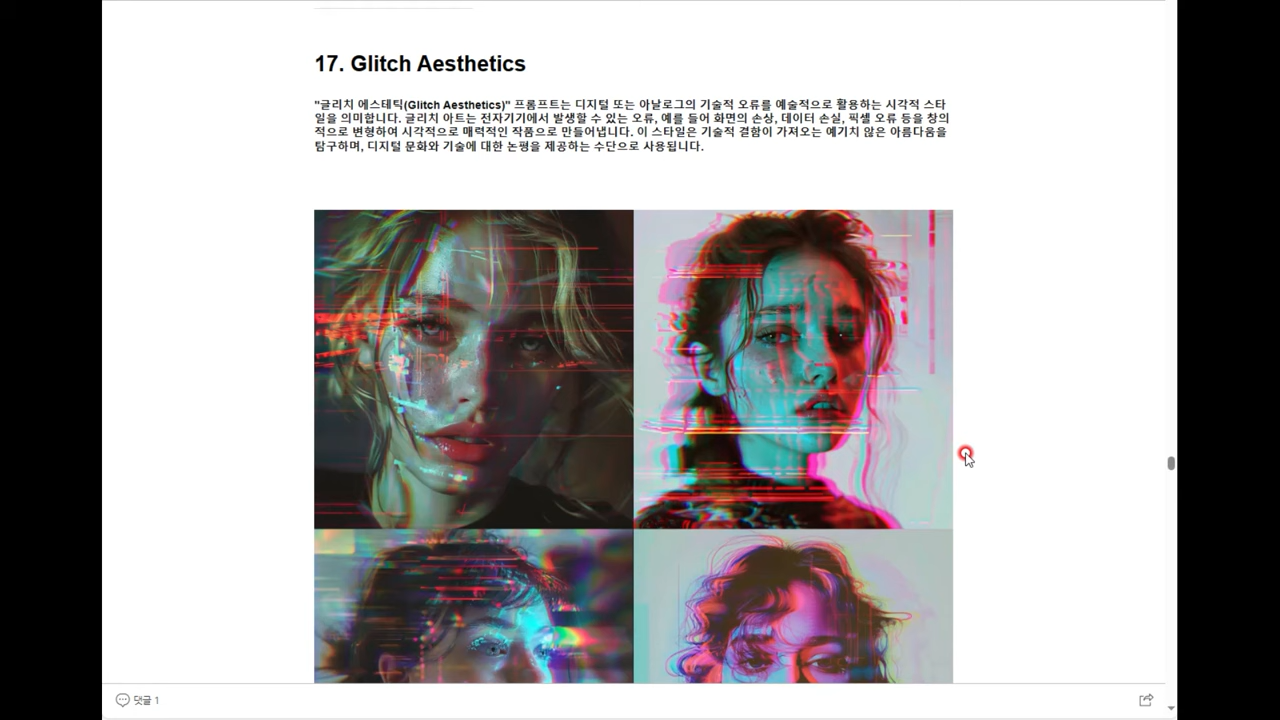 17. Glitch Aesthetics
"글리치 에스테틱(Glitch Aesthetics)" 프롬프트는 디지털 또는 아날로그의 기술적 오류를 예술적으로 활용하는 시각적 스타
일을 의미합니다. 글리치 아트는 전자기기에서 발생할 수 있는 오류, 예를 들어 화면의 손상, 데이터 손실, 픽셀 오류 등을 창의
적으로 변형하여 시각적으로 매력적인 작품으로 만들어냅니다. 이 스타일은 기술적 결함이 가져오는 예기치 않은 아름다움을
탐구하며, 디지털 문화와 기술에 대한 논평을 제공하는 수단으로 사용됩니다.
댓글 1